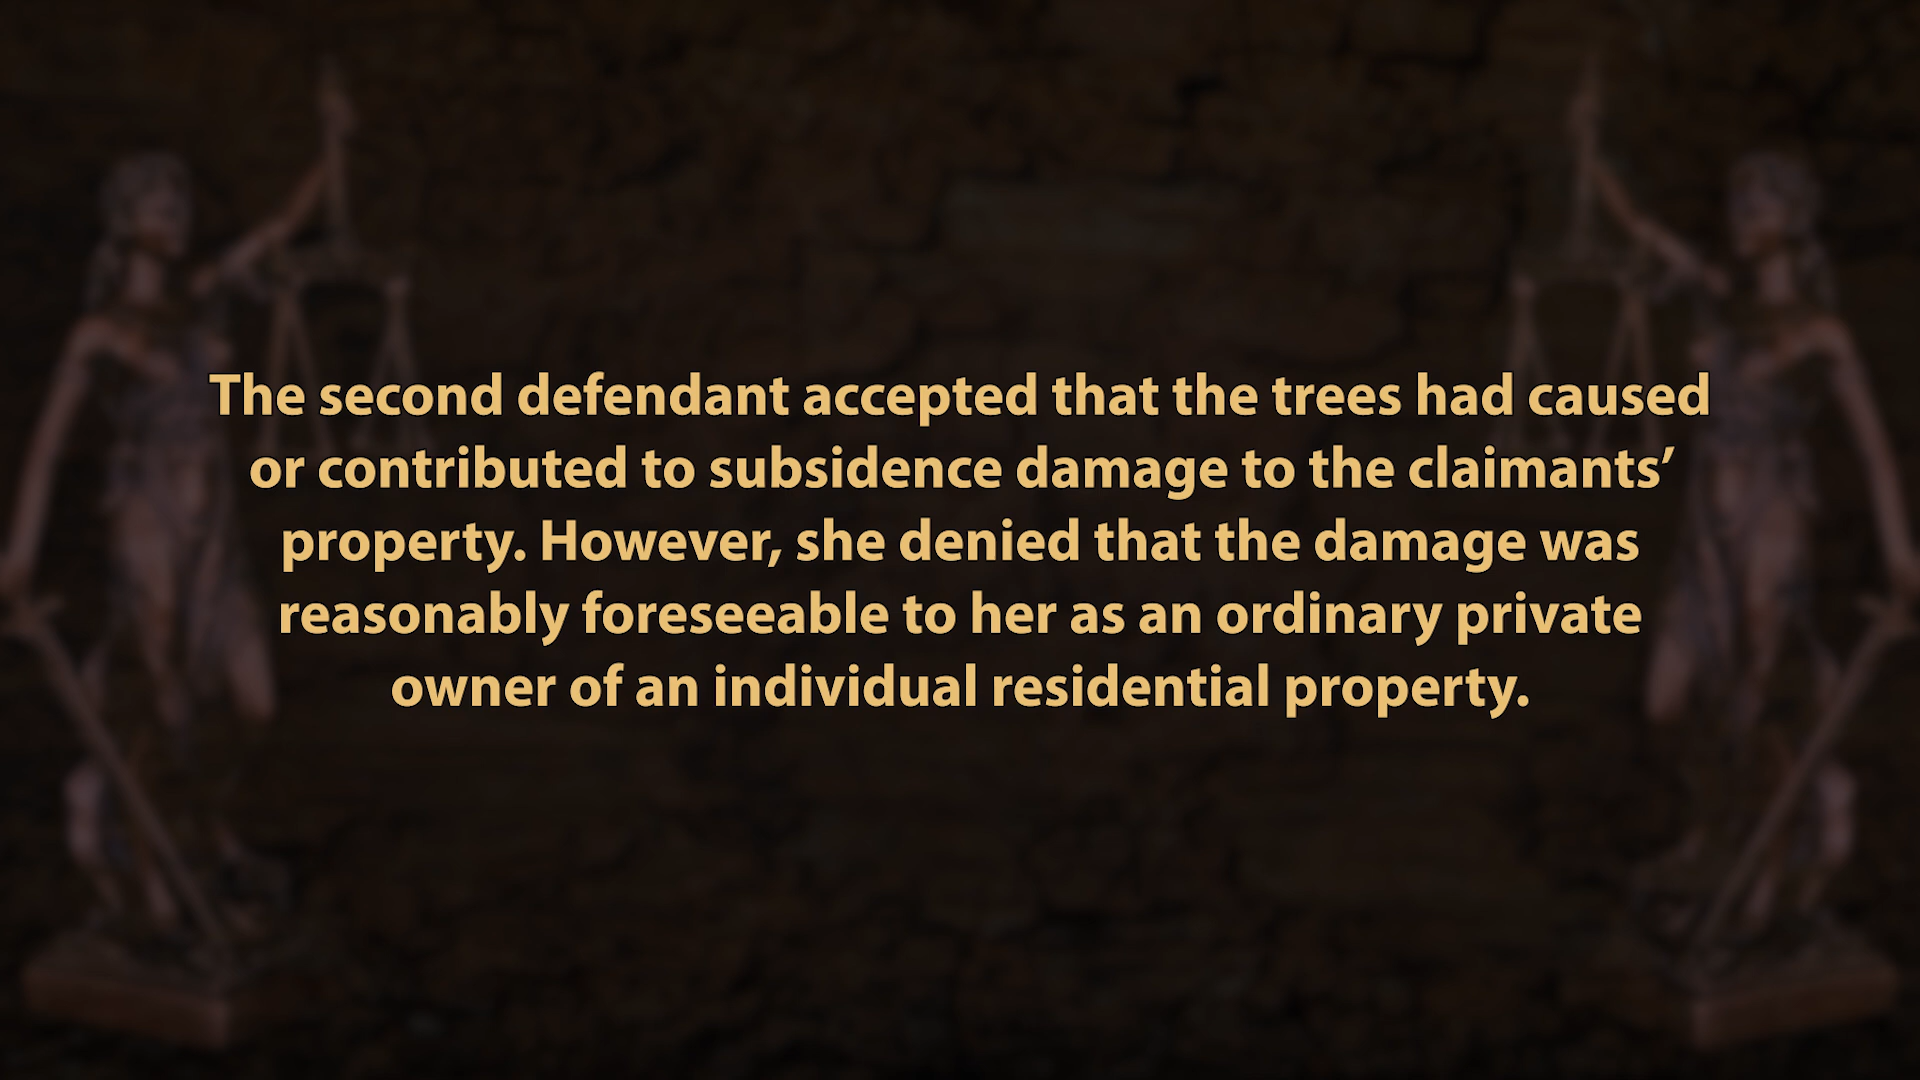 The second defendant accepted that the trees had caused
or contributed to subsidence damage to the claimants’
property. However, she denied that the damage was
reasonably foreseeable to her as an ordinary private
owner of an individual residential property.